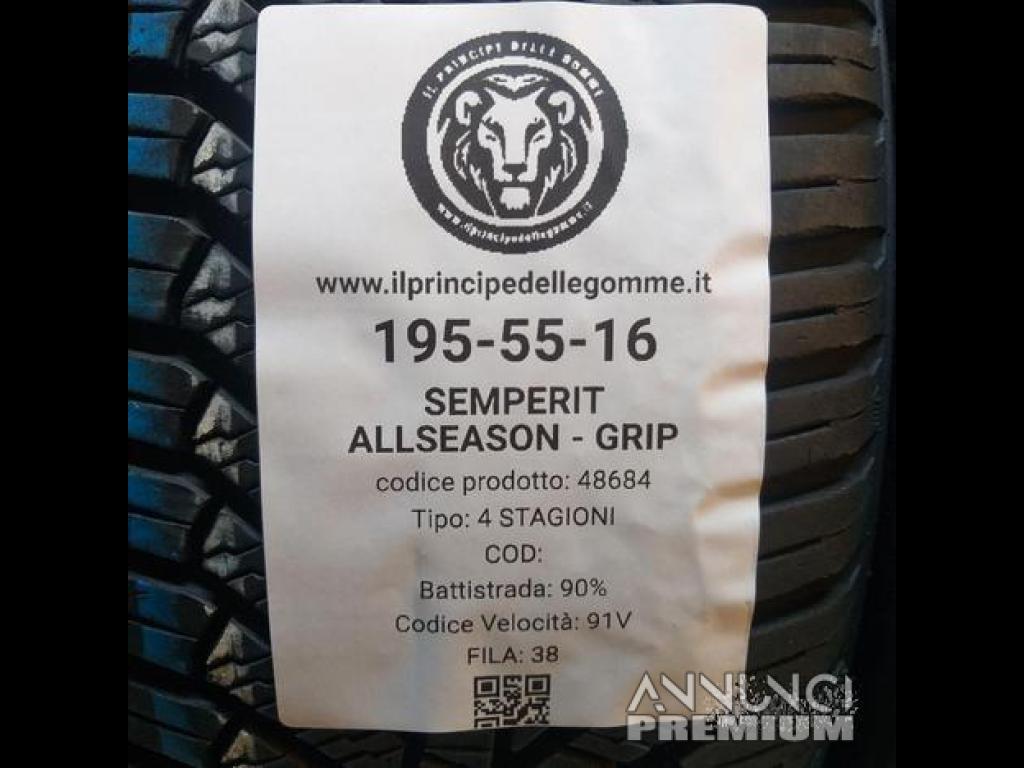 IL PRINCIPE DELLE GOMME
www.ilprincipedellegomme.it
www.ilprincipedellegomme.it
195-55-16
SEMPERIT
ALLSEASON - GRIP
codice prodotto: 48684
Tipo: 4 STAGIONI
COD:
Battistrada: 90%
Codice Velocità: 91V
FILA: 38
ANNUNCI
PREMIUM